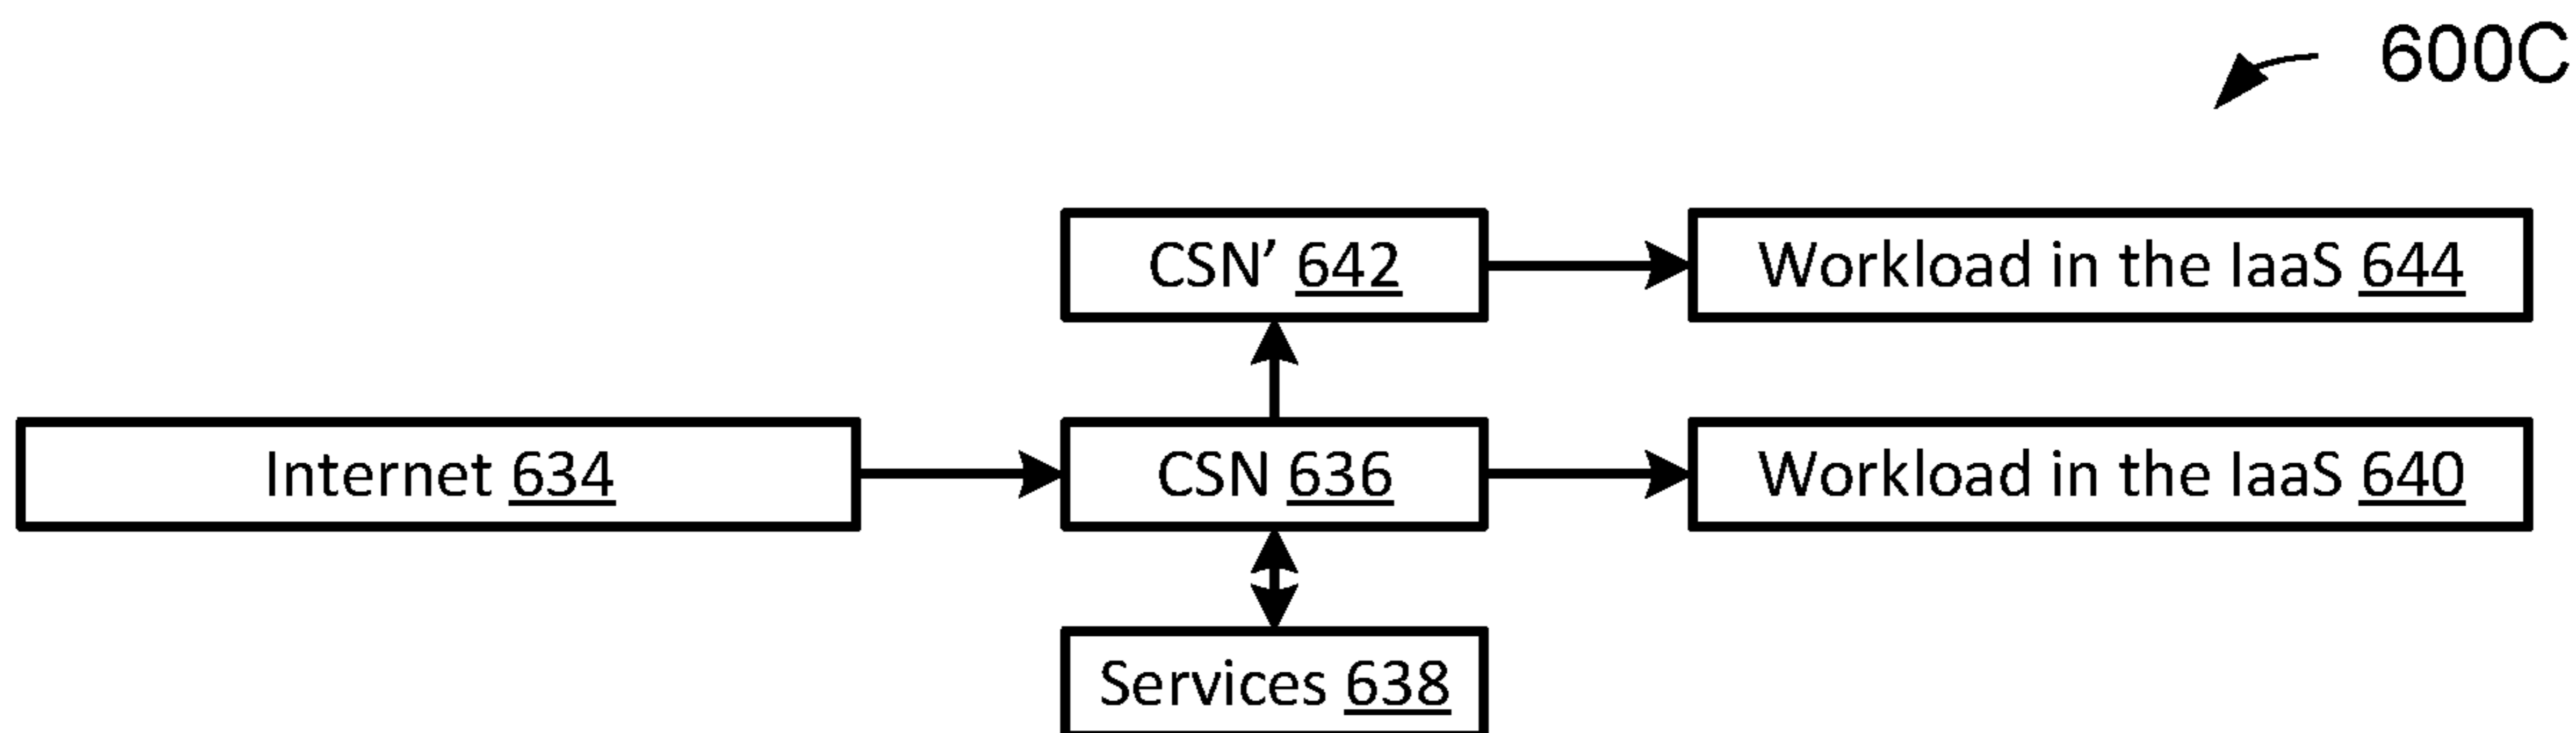 600C
CSN’ 642
Workload in the IaaS 644
Internet 634
CSN 636
Workload in the IaaS 640
Services 638